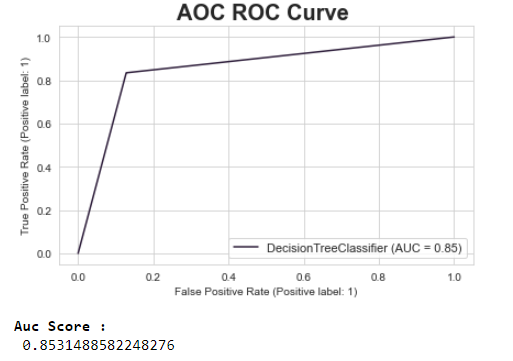 AOC ROC Curve
1.0
0.8
0.6
0.4
0.2
0.0
True Positive Rate (Positive label: 1)
DecisionTreeClassifier (AUC = 0.85)
0.0 0.2 0.4 0.6 0.8 1.0
False Positive Rate (Positive label: 1)
Auc Score :
0.8531488582248276